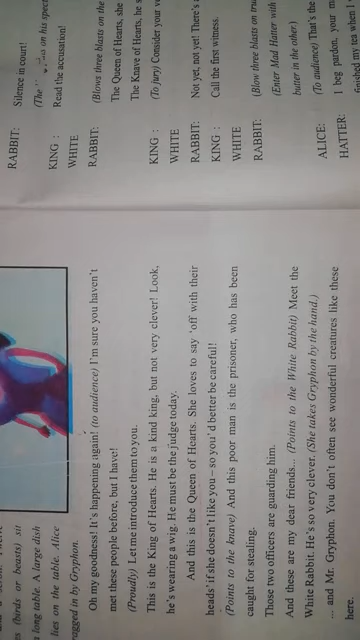 (birds or beasts) sit
a long table. A large dish
lies on the table. Alice
ragged in by Gryphon.
Oh my goodness! It's happening again! (to audience) I'm sure you haven't
met these people before, but I have!
(Proudly) Let me introduce them to you.
This is the King of Hearts. He is a kind king, but not very clever! Look,
he's wearing a wig. He must be the judge today.
And this is the Queen of Hearts. She loves to say 'off with their
heads' if she doesn't like you – so you'd better be careful!
(Points to the knave) And this poor man is the prisoner, who has been
caught for stealing.
Those two officers are guarding him.
And these are my dear friends... (Points to the White Rabbit) Meet the
White Rabbit. He's so very clever. (She takes Gryphon by the hand.)
... and Mr. Gryphon. You don't often see wonderful creatures like these
here.
RABBIT: Silence in court!
(The on his spect
KING : Read the accusation!
WHITE
RABBIT: (Blows three blasts on the
The Queen of Hearts, she
The Knave of Hearts, he s
KING : (To jury) Consider your v
WHITE
RABBIT: Not yet, not yet! There's
KING : Call the first witness.
WHITE
RABBIT: (Blow three blasts on tru
(Enter Mad Hatter with
butter in the other.)
ALICE: (To audience) That's the
HATTER: I beg pardon, your m
finished my tea when I